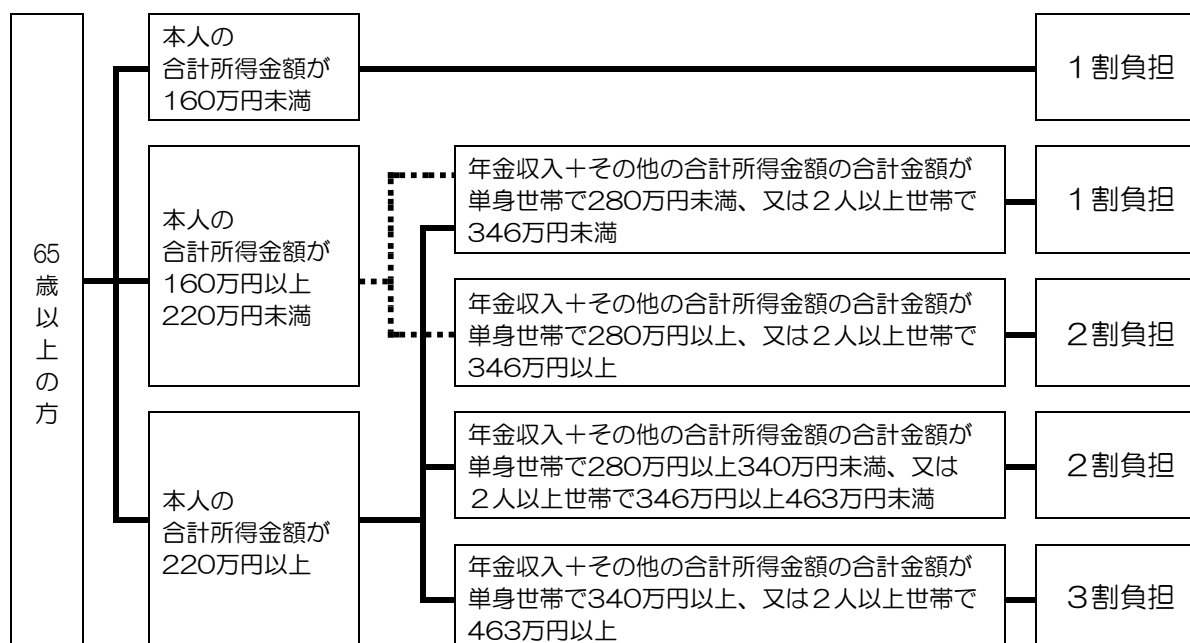 65歳以上の方
本人の
合計所得金額が
160万円未満
１割負担
本人の
合計所得金額が
160万円以上
220万円未満
年金収入＋その他の合計所得金額の合計金額が
単身世帯で280万円未満、又は２人以上世帯で
346万円未満
１割負担
年金収入＋その他の合計所得金額の合計金額が
単身世帯で280万円以上、又は２人以上世帯で
346万円以上
２割負担
本人の
合計所得金額が
220万円以上
年金収入＋その他の合計所得金額の合計金額が
単身世帯で280万円以上340万円未満、又は
２人以上世帯で346万円以上463万円未満
２割負担
年金収入＋その他の合計所得金額の合計金額が
単身世帯で340万円以上、又は２人以上世帯で
463万円以上
３割負担